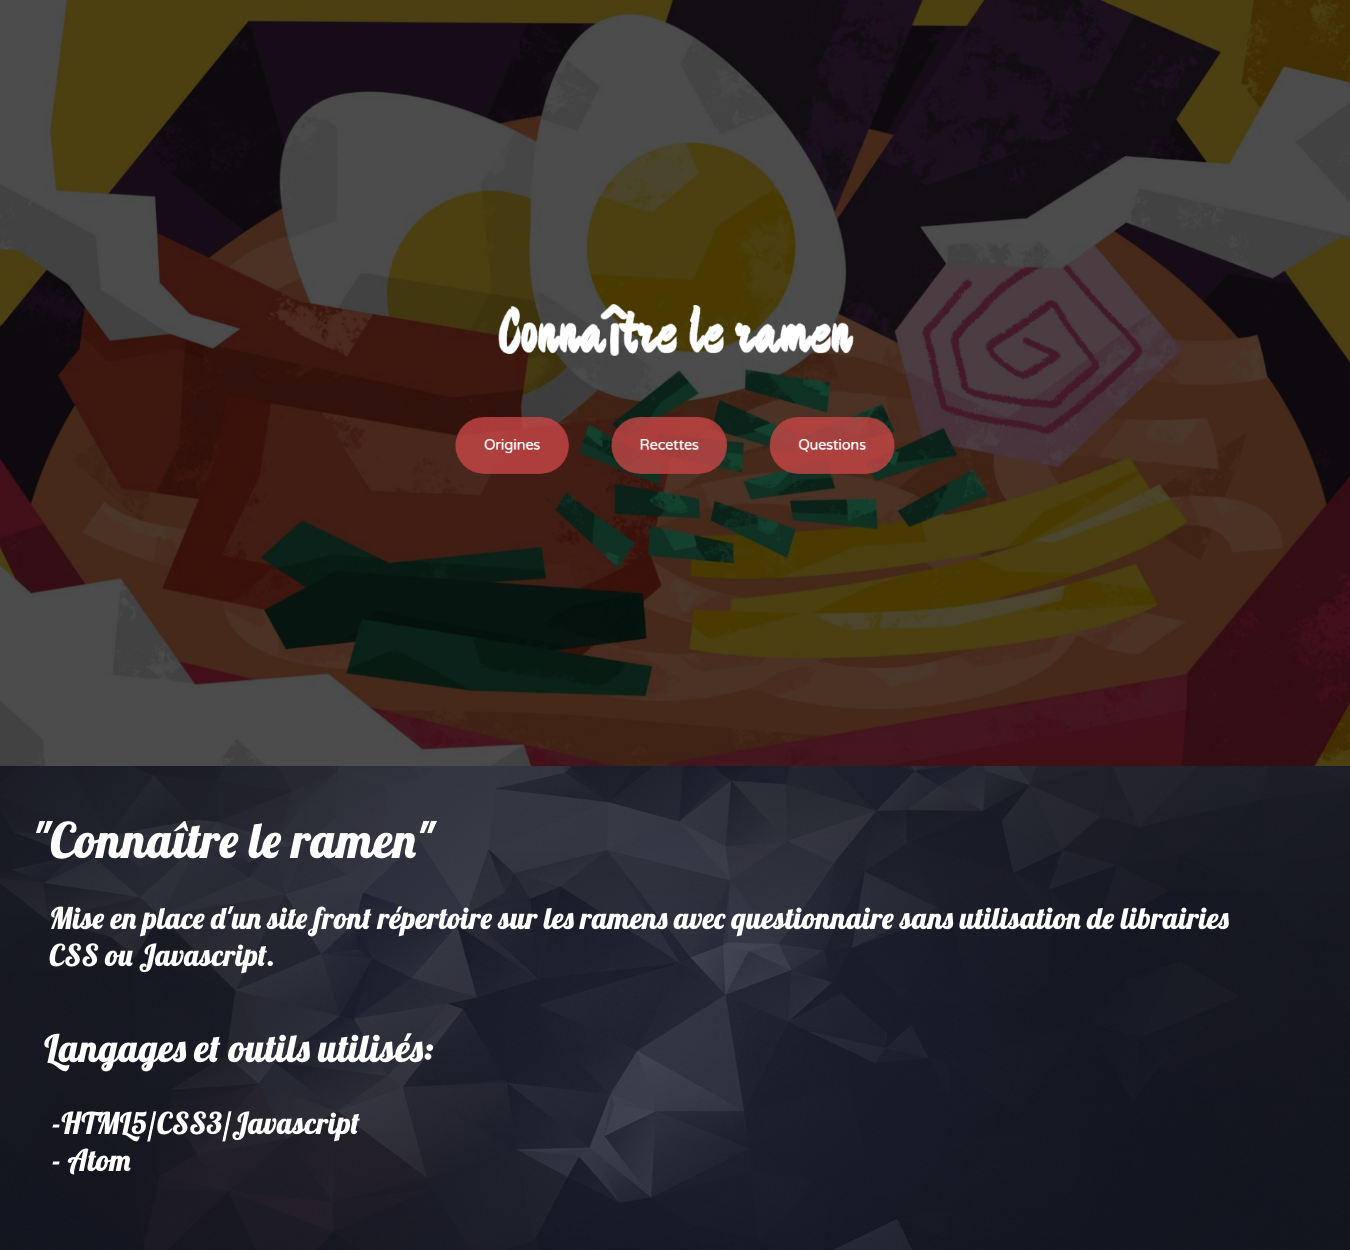 Connaître le ramen
Origines
Recettes
Questions
"Connaître le ramen"
Mise en place d'un site front répertoire sur les ramens avec questionnaire sans utilisation de librairies
CSS ou Javascript.
Langages et outils utilisés:
-HTML5/CSS3/Javascript
- Atom